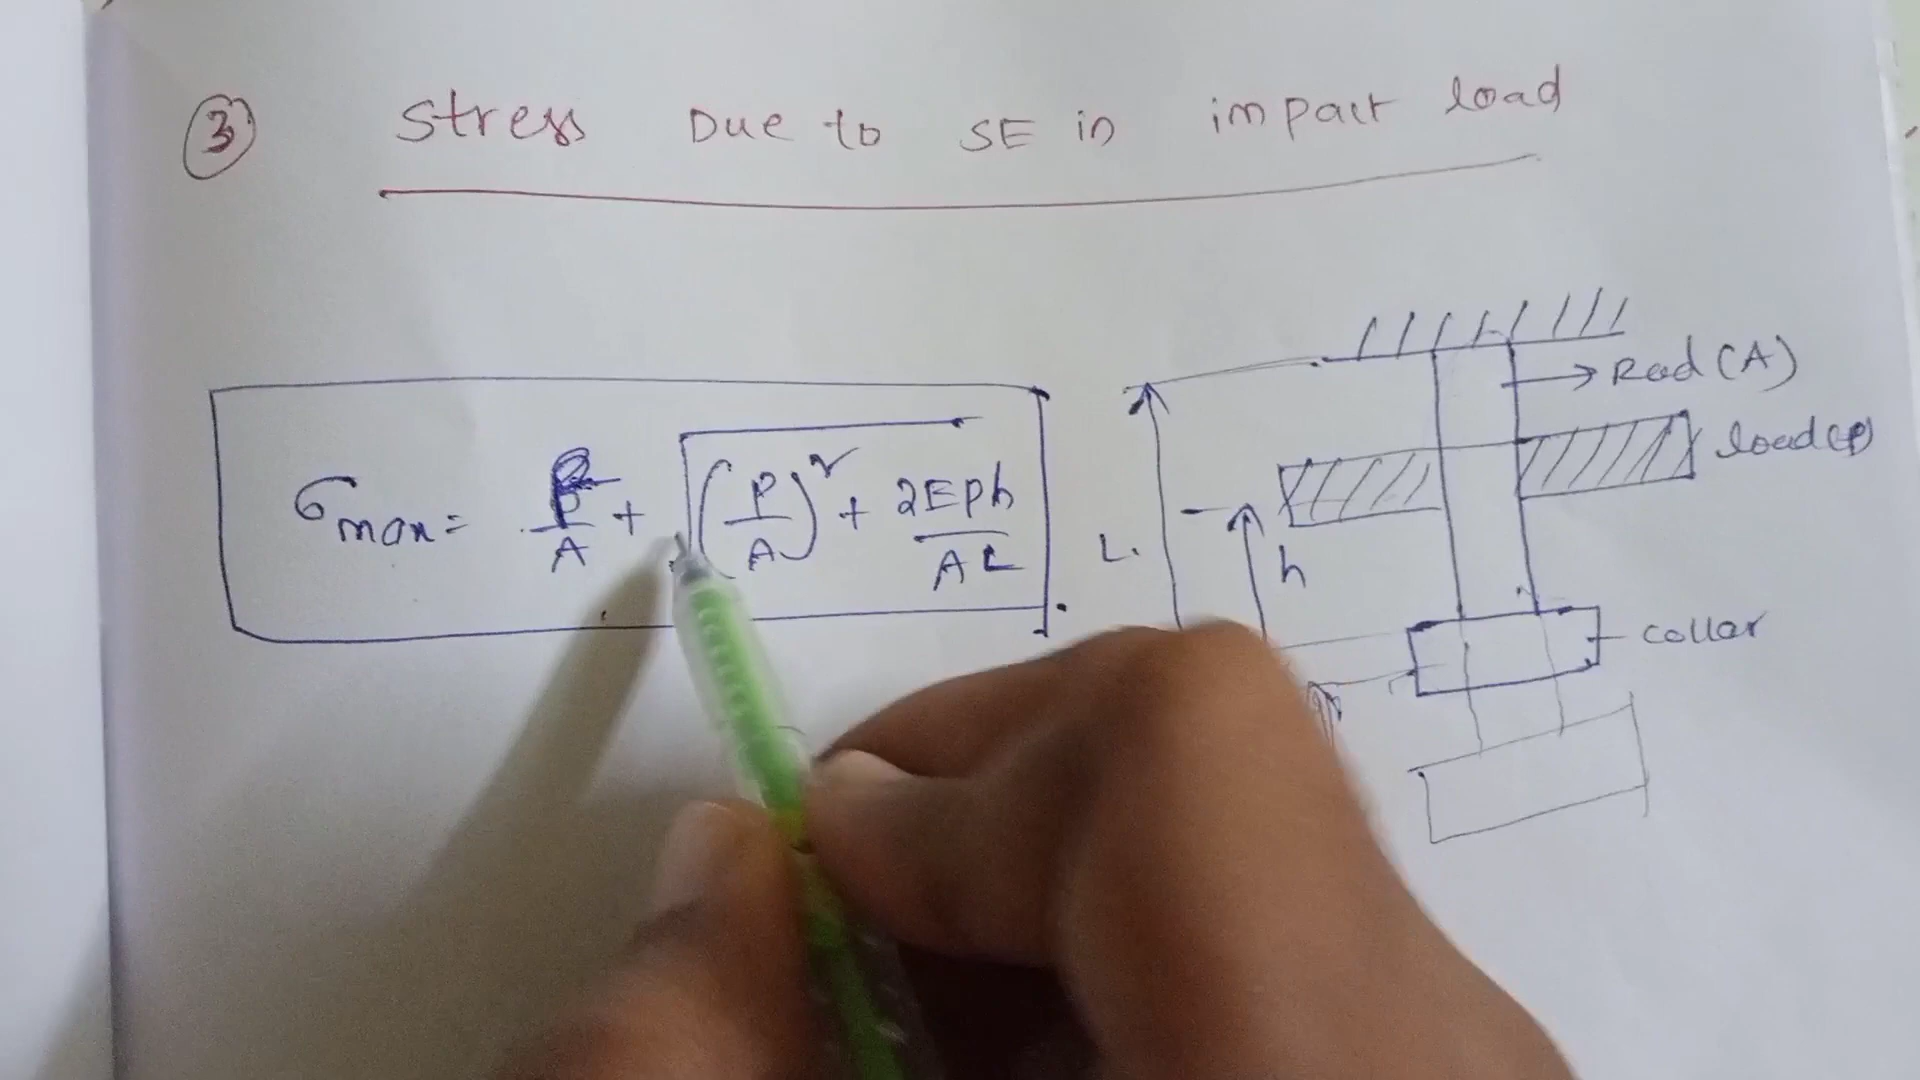 3 Stress Due to SE in impact load
σmax = P/A + √((P/A)² + 2EPh/AL)
Rod (A)
load (P)
L.
h
collar